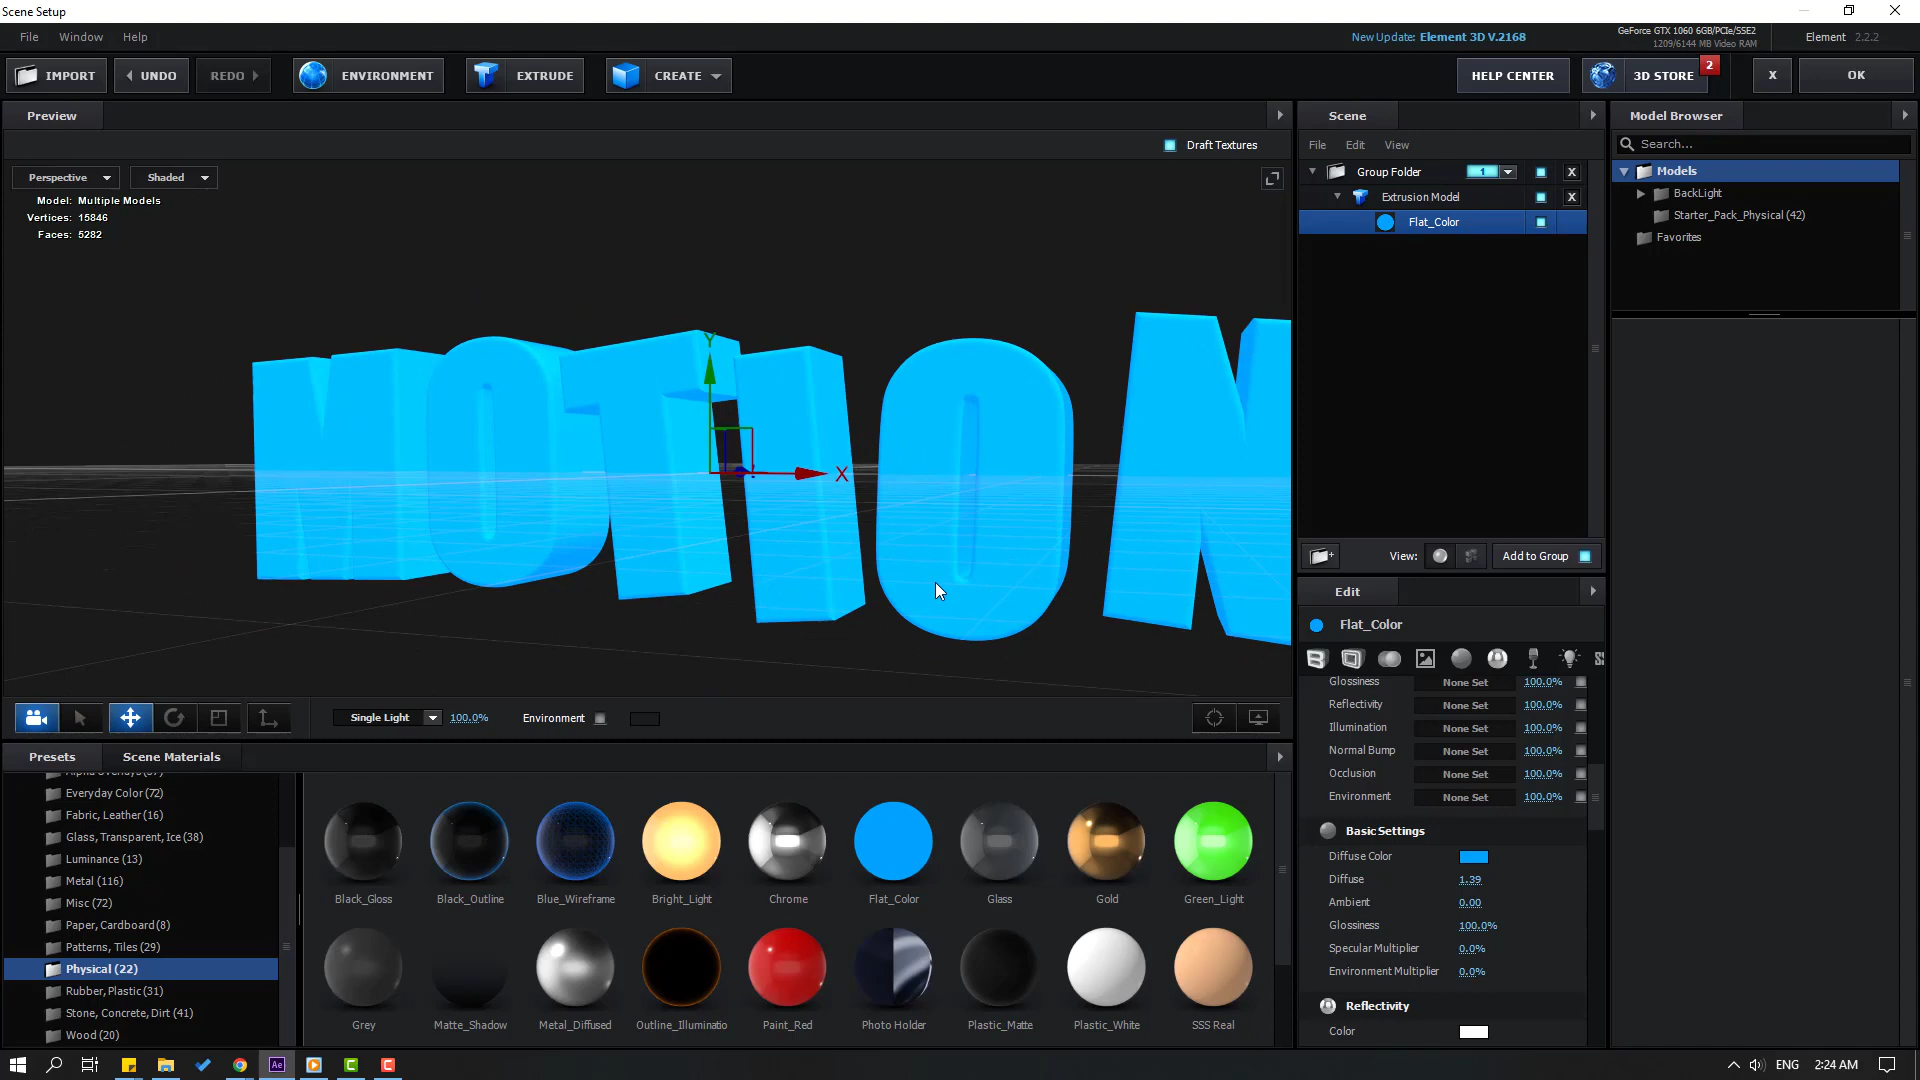 Scene Setup
File Window Help
New Update: Element 3D V.2168
GeForce GTX 1060 6GB/PCIe/SSE2
1209/6144 MB Video RAM
Element 2.2.2
IMPORT
UNDO
REDO
ENVIRONMENT
EXTRUDE
CREATE
HELP CENTER
3D STORE
2
X
OK
Preview
Draft Textures
Perspective
Shaded
Model: Multiple Models
Vertices: 15846
Faces: 5282
MOTION
Y
X
Single Light
100.0%
Environment
Scene
File Edit View
Group Folder 1 X
Extrusion Model X
Flat_Color
View:
Add to Group
Model Browser
Search...
Models
BackLight
Starter_Pack_Physical (42)
Favorites
Edit
Flat_Color
Glossiness None Set 100.0%
Reflectivity None Set 100.0%
Illumination None Set 100.0%
Normal Bump None Set 100.0%
Occlusion None Set 100.0%
Environment None Set 100.0%
Basic Settings
Diffuse Color
Diffuse 1.39
Ambient 0.00
Glossiness 100.0%
Specular Multiplier 0.0%
Environment Multiplier 0.0%
Reflectivity
Color
Presets
Scene Materials
Everyday Color (72)
Fabric, Leather (16)
Glass, Transparent, Ice (38)
Luminance (13)
Metal (116)
Misc (72)
Paper, Cardboard (8)
Patterns, Tiles (29)
Physical (22)
Rubber, Plastic (31)
Stone, Concrete, Dirt (41)
Wood (20)
Black_Gloss Black_Outline Blue_Wireframe Bright_Light Chrome Flat_Color Glass Gold Green_Light
Grey Matte_Shadow Metal_Diffused Outline_Illuminatio Paint_Red Photo Holder Plastic_Matte Plastic_White SSS Real
Ae
C
C
ENG
2:24 AM